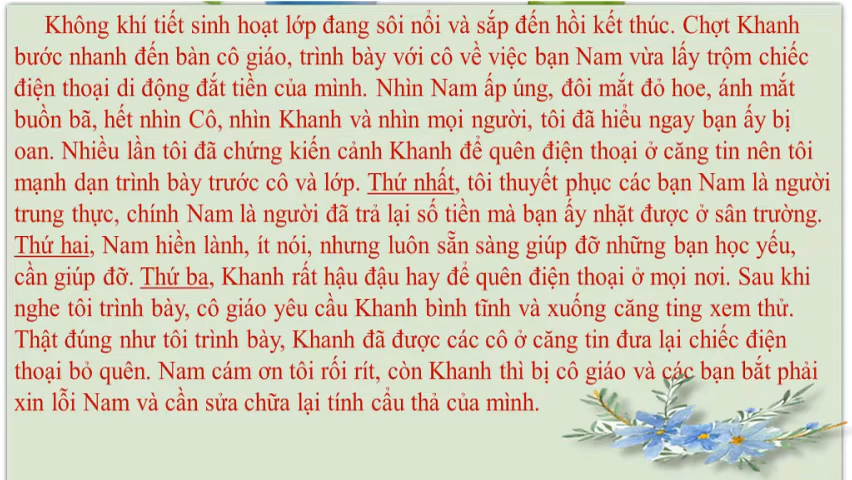 Không khí tiết sinh hoạt lớp đang sôi nổi và sắp đến hồi kết thúc. Chợt Khanh
bước nhanh đến bàn cô giáo, trình bày với cô về việc bạn Nam vừa lấy trộm chiếc
điện thoại di động đắt tiền của mình. Nhìn Nam ấp úng, đôi mắt đỏ hoe, ánh mắt
buồn bã, hết nhìn Cô, nhìn Khanh và nhìn mọi người, tôi đã hiểu ngay bạn ấy bị
oan. Nhiều lần tôi đã chứng kiến cảnh Khanh để quên điện thoại ở căng tin nên tôi
mạnh dạn trình bày trước cô và lớp. Thứ nhất, tôi thuyết phục các bạn Nam là người
trung thực, chính Nam là người đã trả lại số tiền mà bạn ấy nhặt được ở sân trường.
Thứ hai, Nam hiền lành, ít nói, nhưng luôn sẵn sàng giúp đỡ những bạn học yếu,
cần giúp đỡ. Thứ ba, Khanh rất hậu đậu hay để quên điện thoại ở mọi nơi. Sau khi
nghe tôi trình bày, cô giáo yêu cầu Khanh bình tĩnh và xuống căng ting xem thử.
Thật đúng như tôi trình bày, Khanh đã được các cô ở căng tin đưa lại chiếc điện
thoại bỏ quên. Nam cám ơn tôi rối rít, còn Khanh thì bị cô giáo và các bạn bắt phải
xin lỗi Nam và cần sửa chữa lại tính cẩu thả của mình.